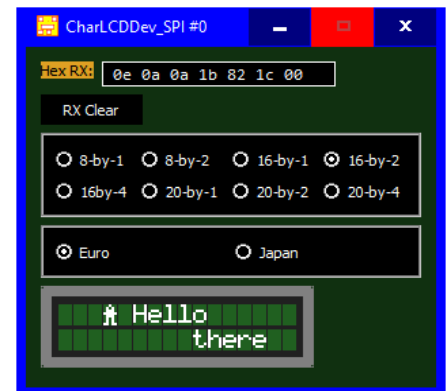 CharLCDDev_SPI #0
Hex RX: 0e 0a 0a 1b 82 1c 00
RX Clear
8-by-1 8-by-2 16-by-1 16-by-2
16by-4 20-by-1 20-by-2 20-by-4
Euro Japan
Hello
there